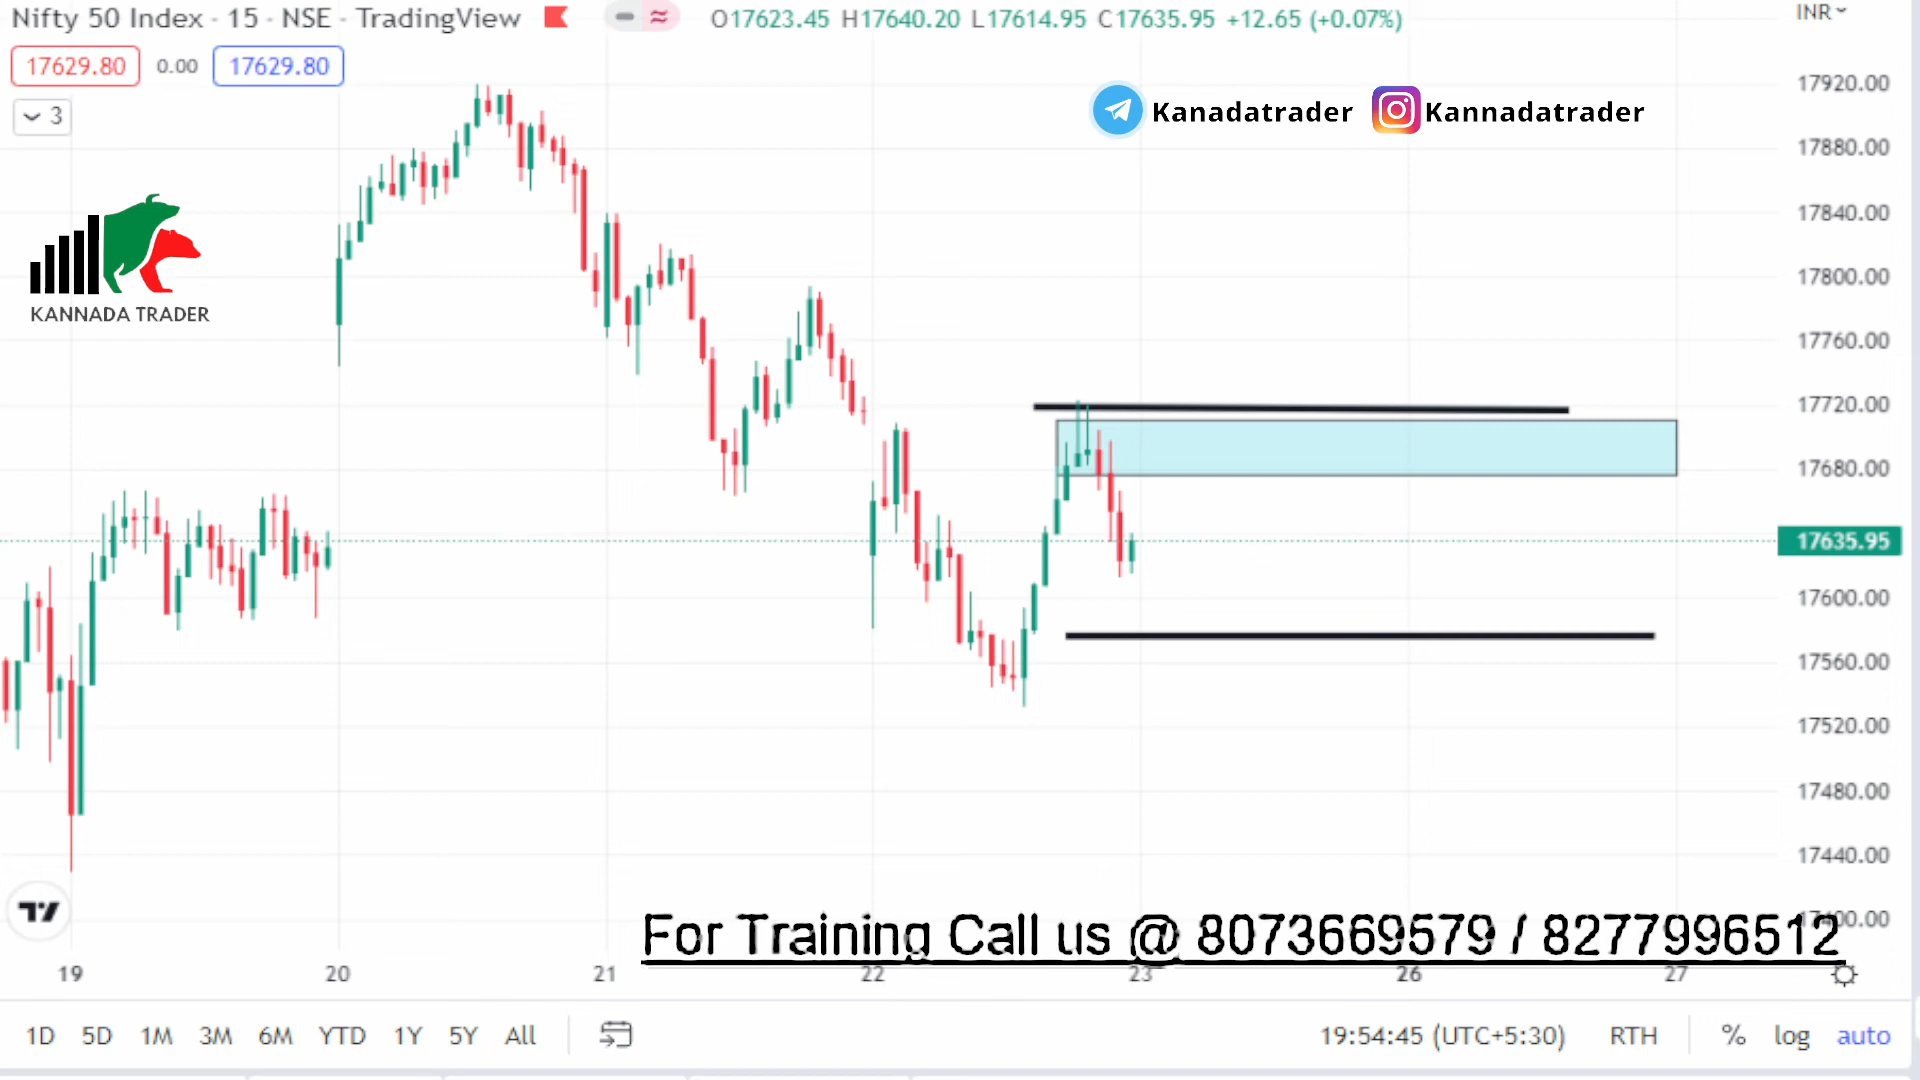 Nifty 50 Index · 15 · NSE · TradingView O17623.45 H17640.20 L17614.95 C17635.95 +12.65 (+0.07%) INR
17629.80 0.00 17629.80
3
17920.00
Kanadatrader Kannadatrader
17880.00
17840.00
17800.00
KANNADA TRADER
17760.00
17720.00
17680.00
17635.95
17600.00
17560.00
17520.00
17480.00
17440.00
For Training Call us @ 8073669579 / 8277996512
19 20 21 22 23 26 27
1D 5D 1M 3M 6M YTD 1Y 5Y All 19:54:45 (UTC+5:30) RTH % log auto